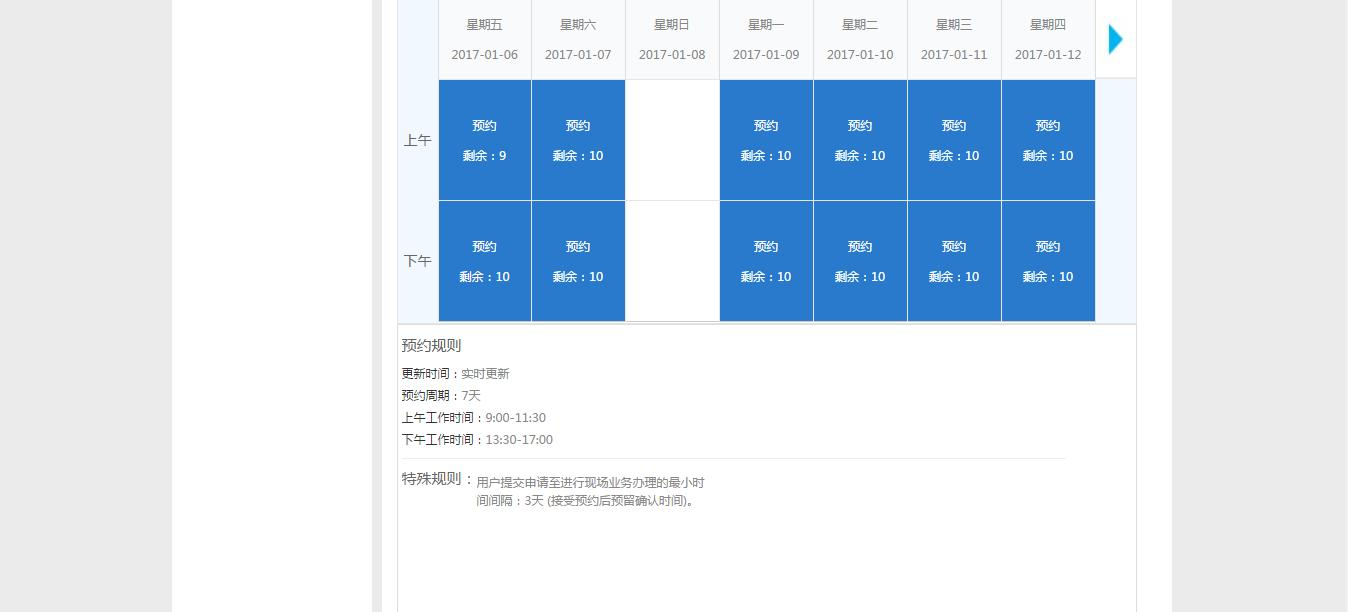 星期五 星期六 星期日 星期一 星期二 星期三 星期四
2017-01-06 2017-01-07 2017-01-08 2017-01-09 2017-01-10 2017-01-11 2017-01-12
预约 预约 预约 预约 预约 预约
上午
剩余：9 剩余：10 剩余：10 剩余：10 剩余：10 剩余：10
预约 预约 预约 预约 预约 预约
下午
剩余：10 剩余：10 剩余：10 剩余：10 剩余：10 剩余：10
预约规则
更新时间：实时更新
预约周期：7天
上午工作时间：9:00-11:30
下午工作时间：13:30-17:00
特殊规则：用户提交申请至进行现场业务办理的最小时
间间隔：3天 (接受预约后预留确认时间)。